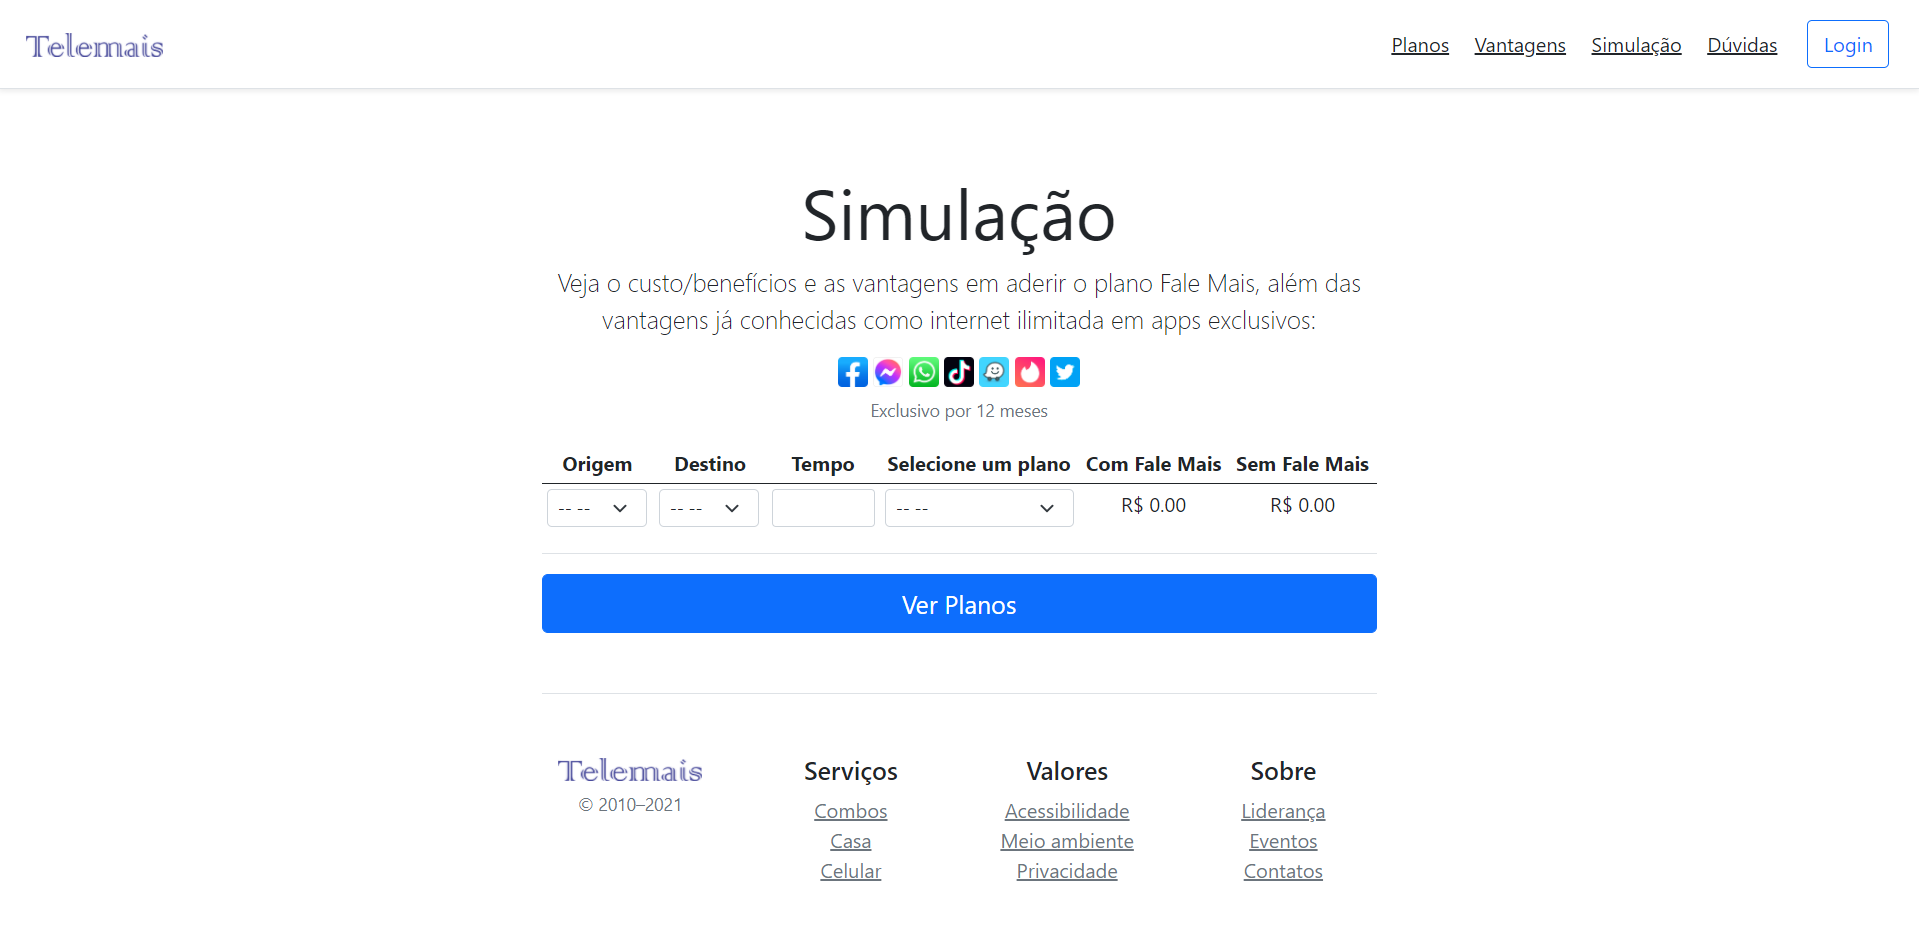 Telemais
Planos Vantagens Simulação Dúvidas Login
Simulação
Veja o custo/benefícios e as vantagens em aderir o plano Fale Mais, além das
vantagens já conhecidas como internet ilimitada em apps exclusivos:
Exclusivo por 12 meses
Origem Destino Tempo Selecione um plano Com Fale Mais Sem Fale Mais
-- -- -- -- -- -- R$ 0.00 R$ 0.00
Ver Planos
Telemais
© 2010–2021
Serviços
Combos
Casa
Celular
Valores
Acessibilidade
Meio ambiente
Privacidade
Sobre
Liderança
Eventos
Contatos